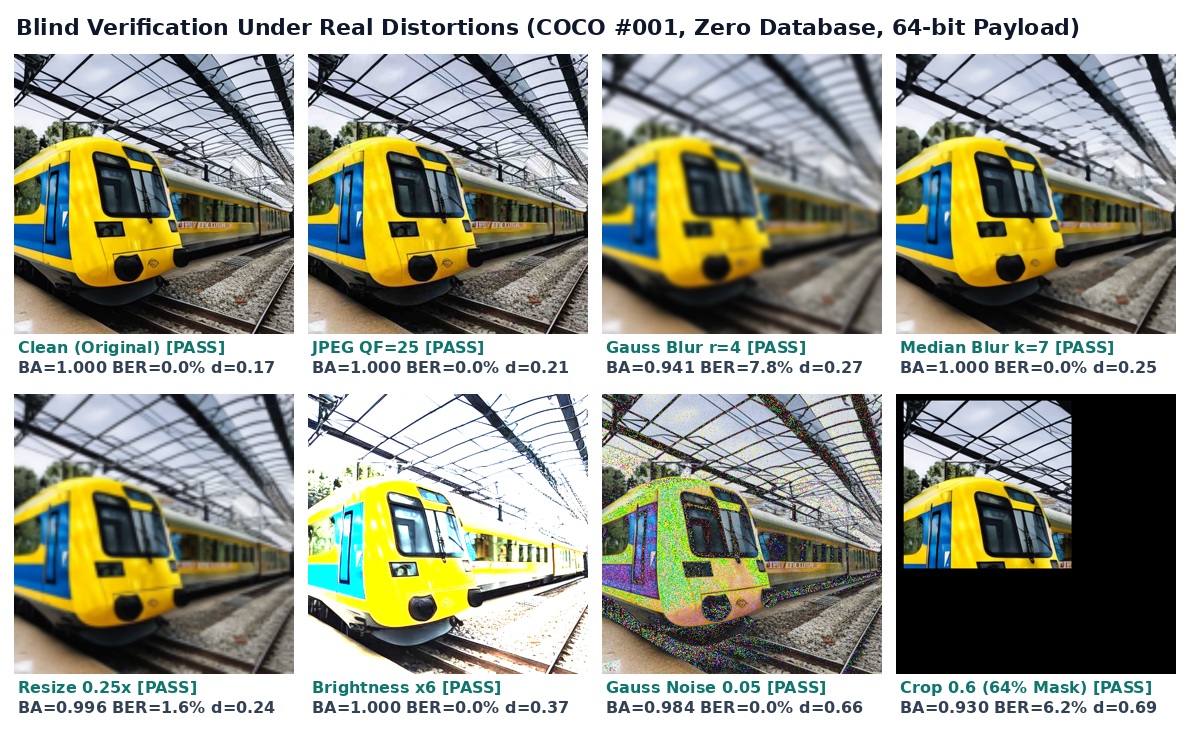 Blind Verification Under Real Distortions (COCO #001, Zero Database, 64-bit Payload)
Clean (Original) [PASS]
BA=1.000 BER=0.0% d=0.17
JPEG QF=25 [PASS]
BA=1.000 BER=0.0% d=0.21
Gauss Blur r=4 [PASS]
BA=0.941 BER=7.8% d=0.27
Median Blur k=7 [PASS]
BA=1.000 BER=0.0% d=0.25
Resize 0.25x [PASS]
BA=0.996 BER=1.6% d=0.24
Brightness x6 [PASS]
BA=1.000 BER=0.0% d=0.37
Gauss Noise 0.05 [PASS]
BA=0.984 BER=0.0% d=0.66
Crop 0.6 (64% Mask) [PASS]
BA=0.930 BER=6.2% d=0.69